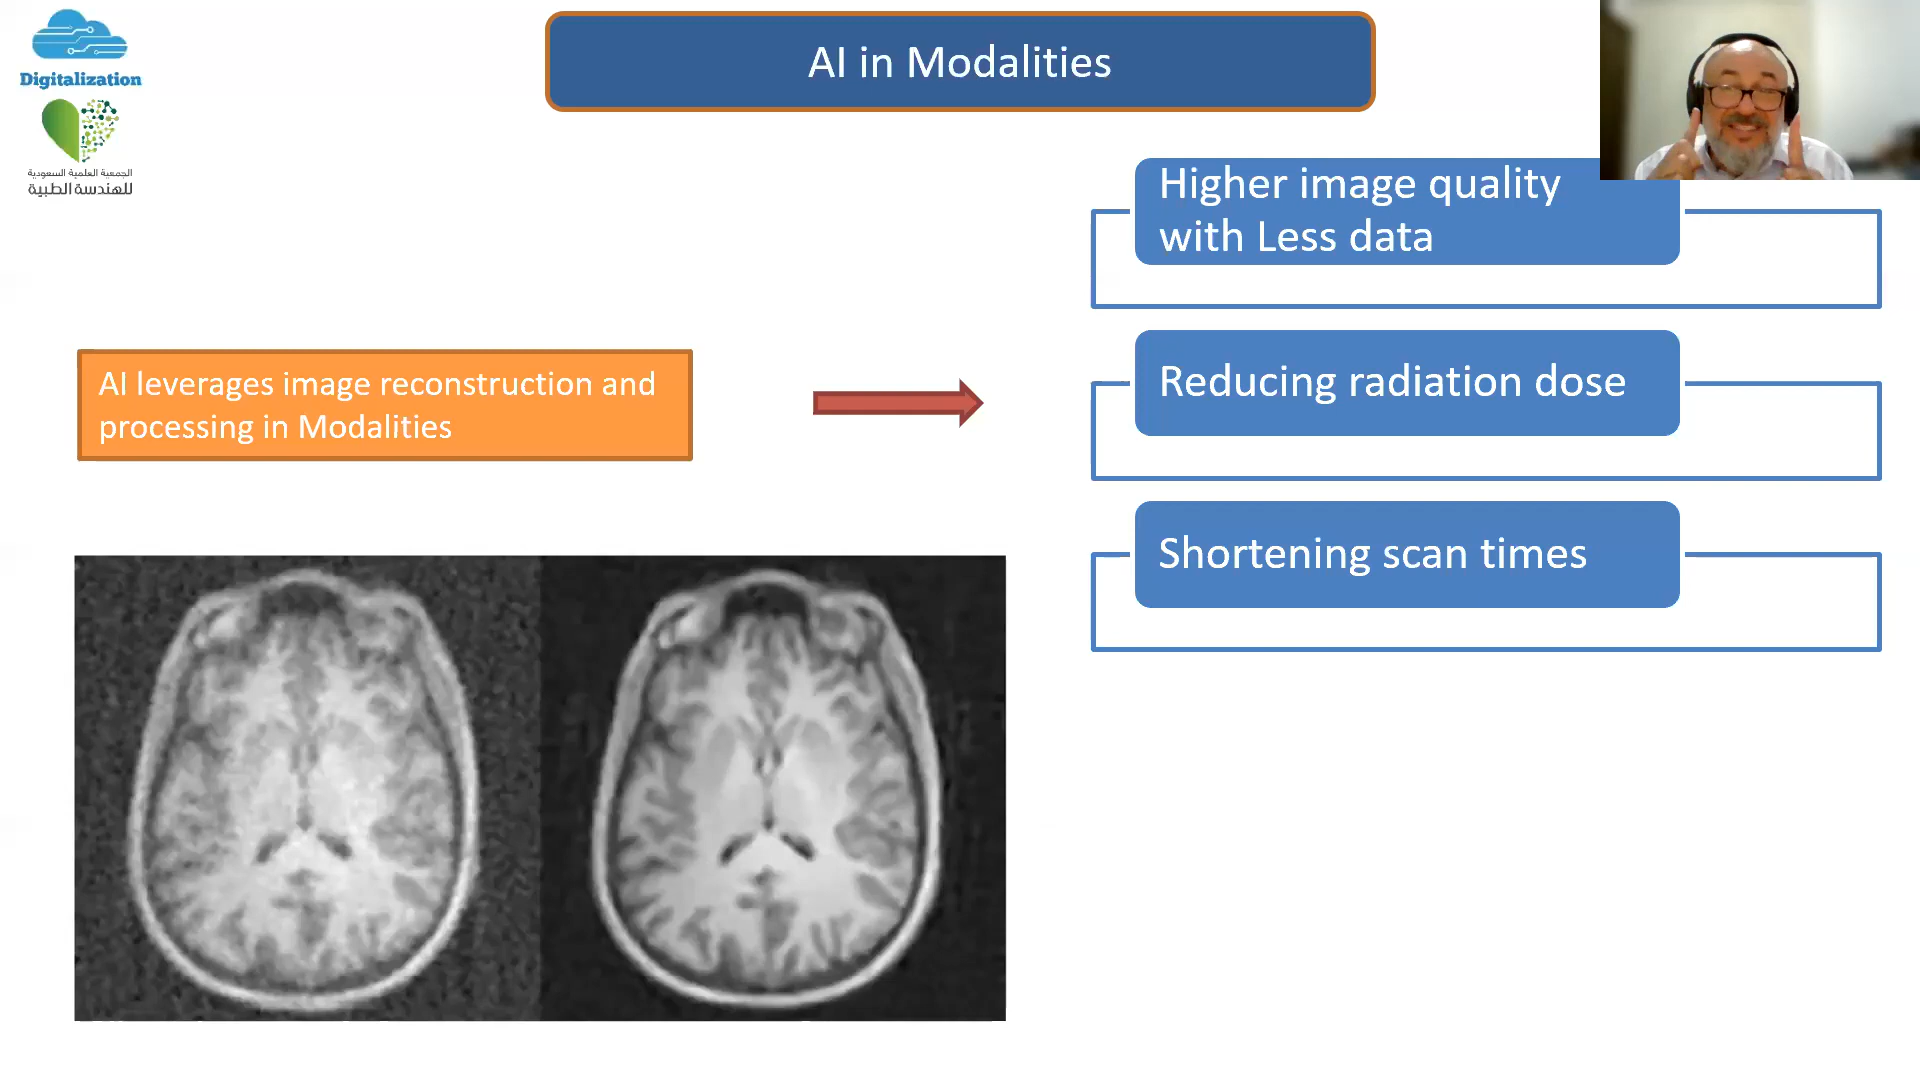 Digitalization
الجمعية العلمية السعودية
للهندسة الطبية
AI in Modalities
AI leverages image reconstruction and
processing in Modalities
Higher image quality
with Less data
Reducing radiation dose
Shortening scan times